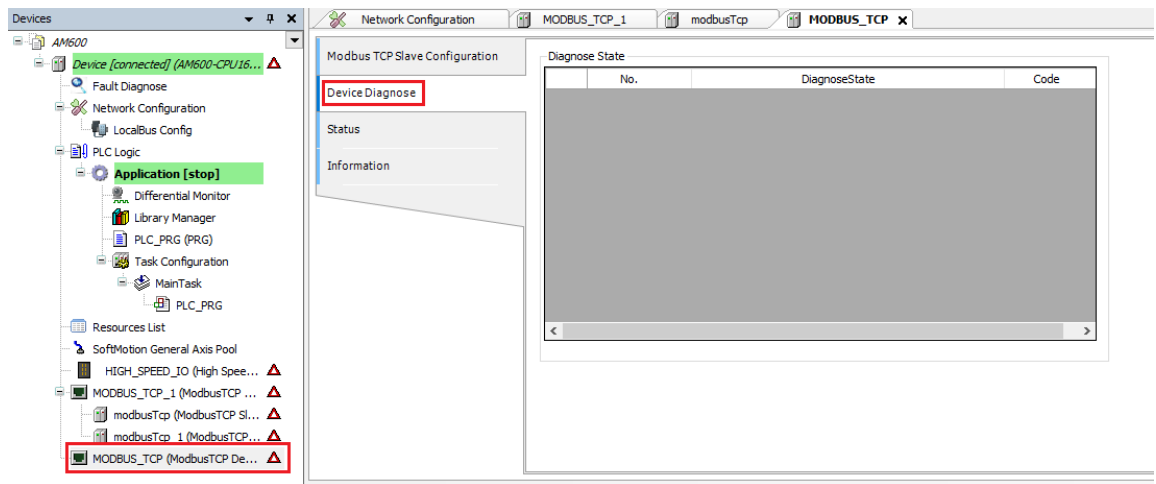 Devices
AM600
Device [connected] (AM600-CPU16...
Fault Diagnose
Network Configuration
LocalBus Config
PLC Logic
Application [stop]
Differential Monitor
Library Manager
PLC_PRG (PRG)
Task Configuration
MainTask
PLC_PRG
Resources List
SoftMotion General Axis Pool
HIGH_SPEED_IO (High Spee...
MODBUS_TCP_1 (ModbusTCP ...
modbusTcp (ModbusTCP Sl...
modbusTcp_1 (ModbusTCP...
MODBUS_TCP (ModbusTCP De...
Network Configuration MODBUS_TCP_1 modbusTcp MODBUS_TCP
Modbus TCP Slave Configuration
Device Diagnose
Status
Information
Diagnose State
No. DiagnoseState Code